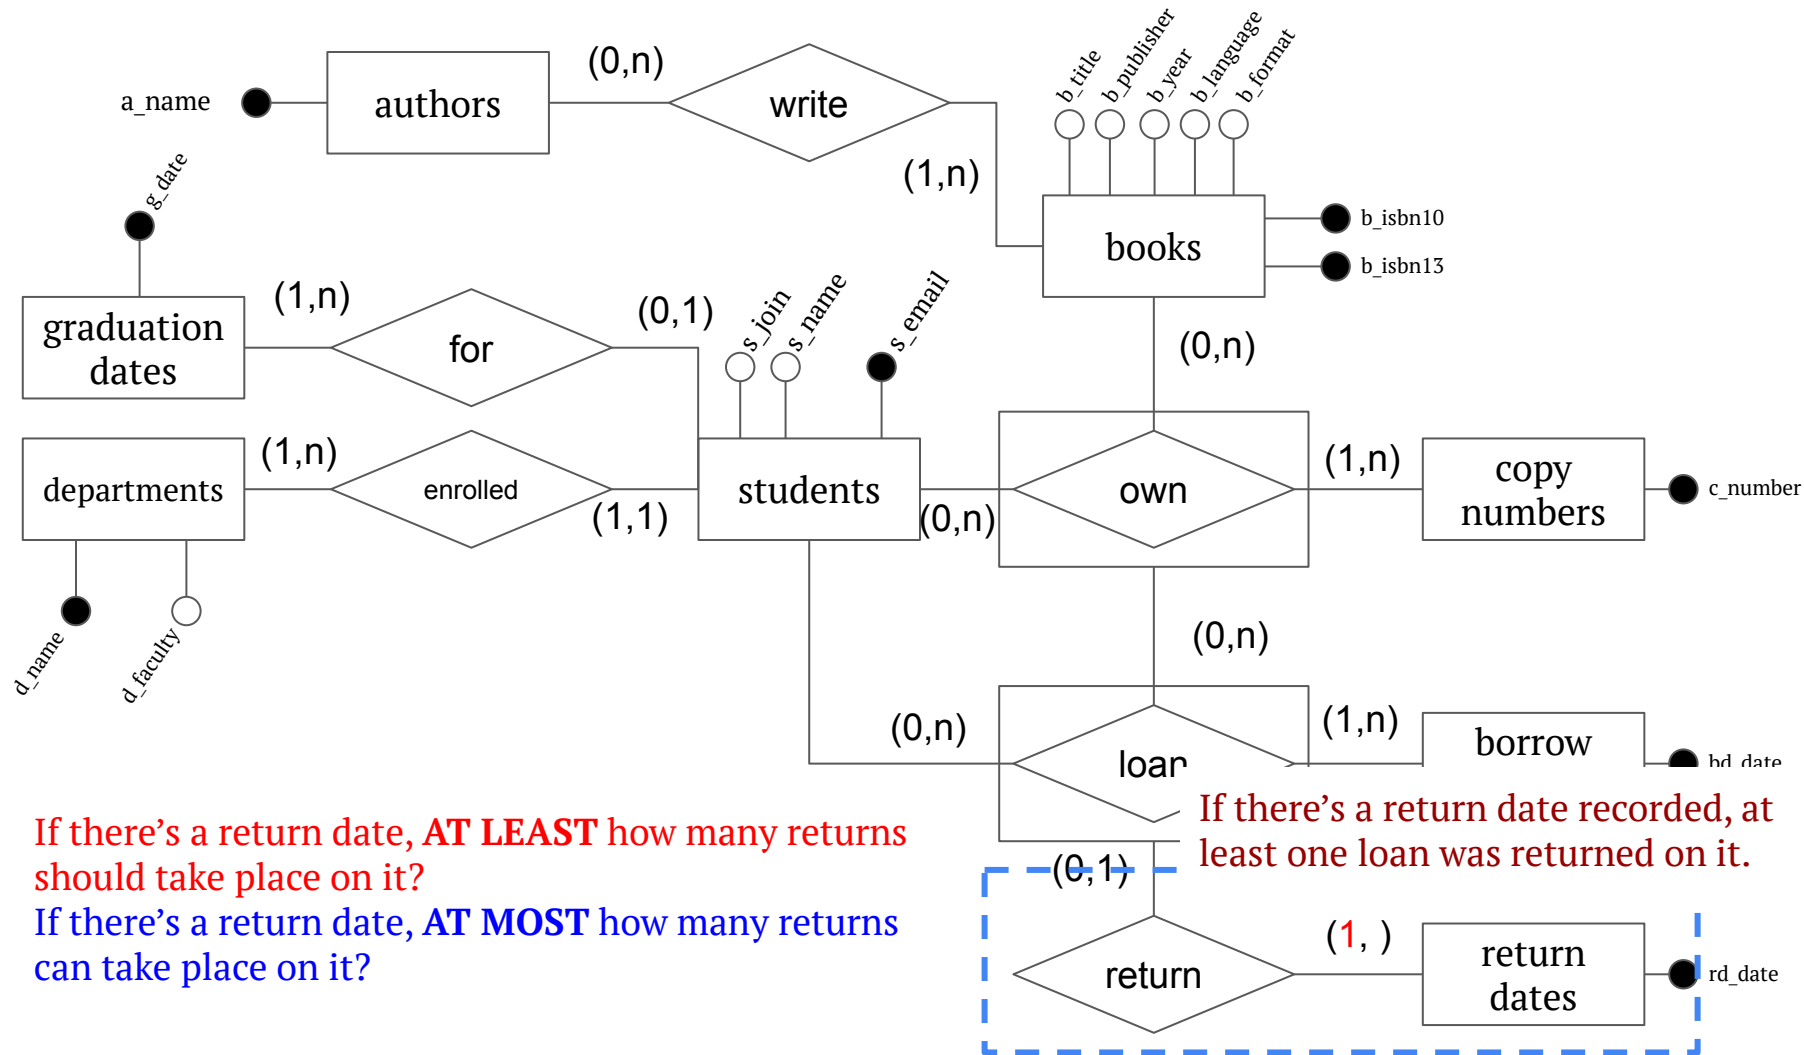 b_title
b_publisher
b_year
b_language
b_format
(0,n)
a_name
authors
write
(1,n)
g_date
b_isbn10
books
b_isbn13
(1,n)
(0,1)
s_join
s_name
s_email
graduation
dates
for
(0,n)
(1,n)
departments
enrolled
(1,1)
students
(0,n)
own
(1,n)
copy
numbers
c_number
d_name
d_faculty
(0,n)
(0,n)
(1,n)
borrow
loan
bd_date
If there’s a return date, AT LEAST how many returns
should take place on it?
If there’s a return date, AT MOST how many returns
can take place on it?
If there’s a return date recorded, at
least one loan was returned on it.
(0,1)
(1, )
return
return
dates
rd_date